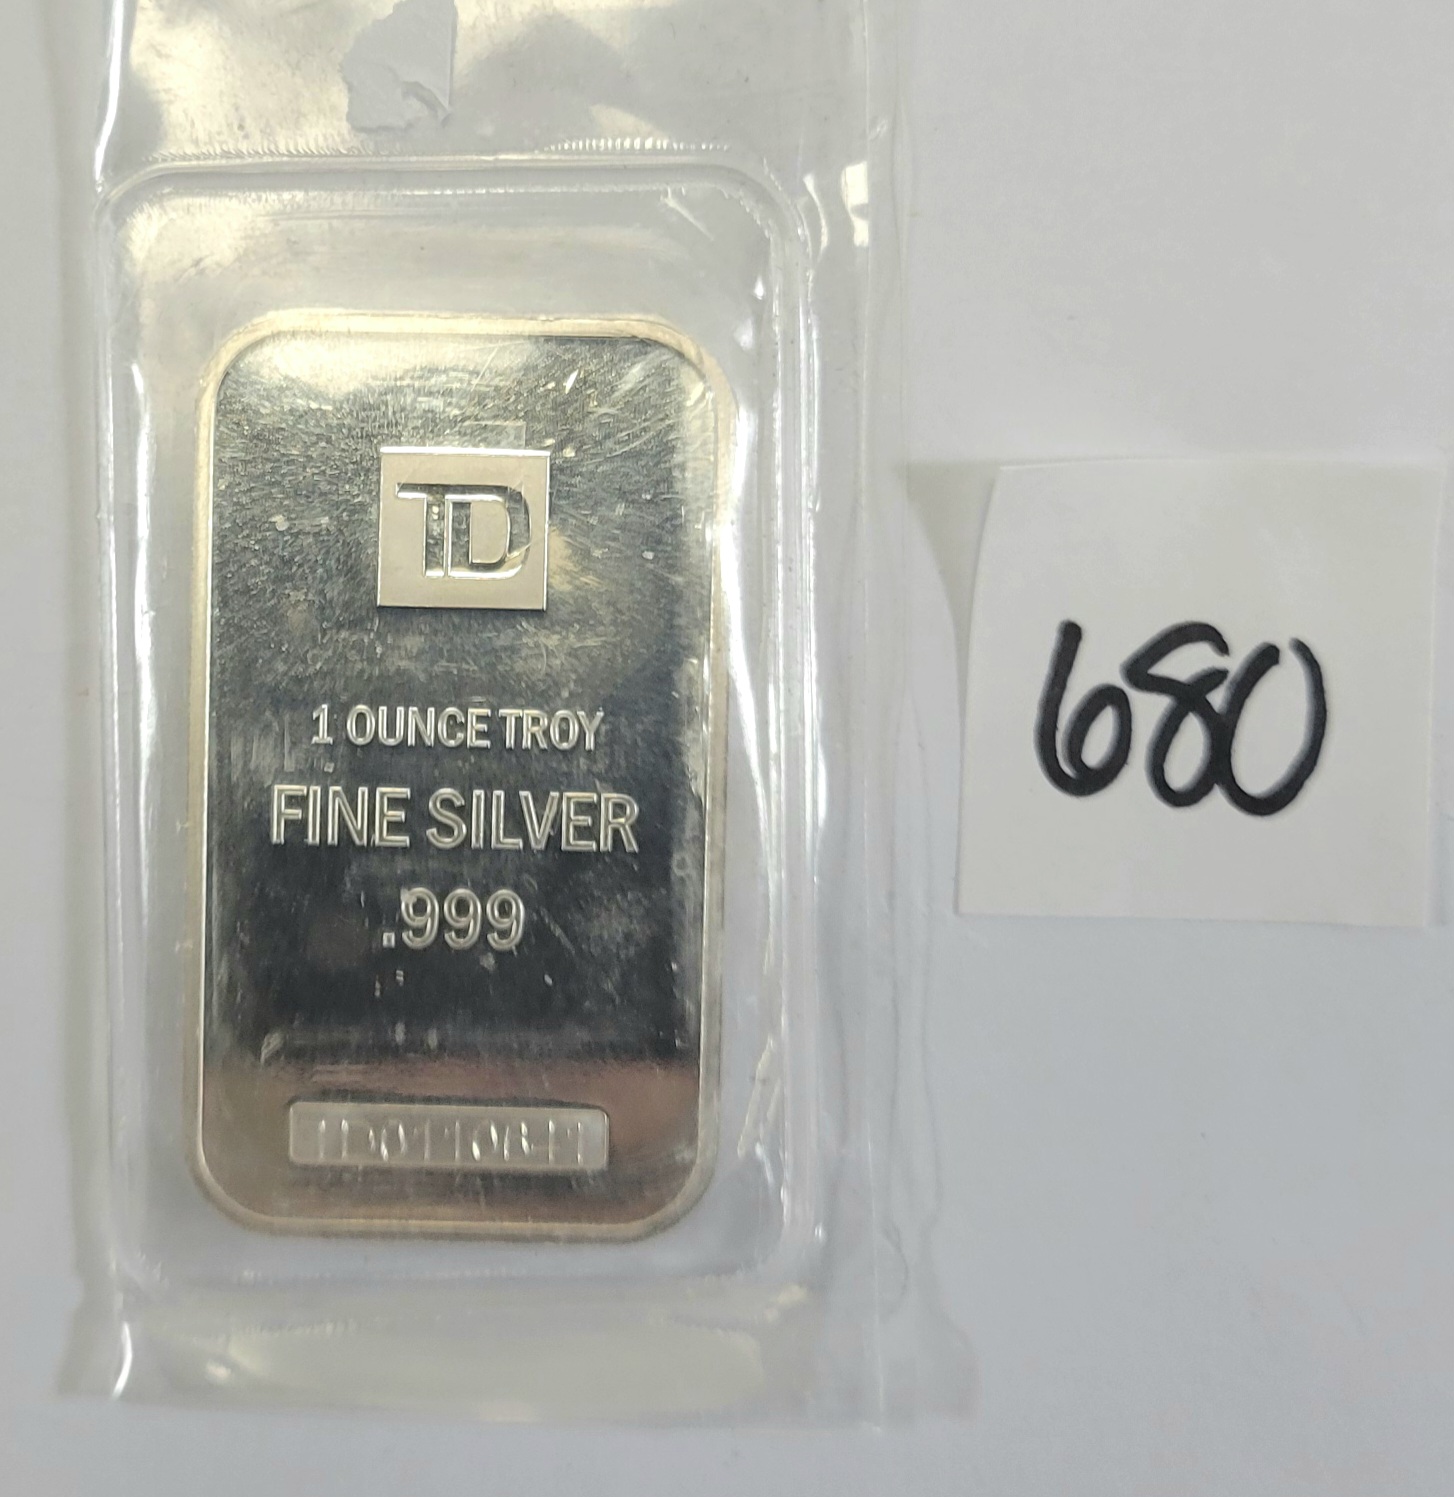 TD
1 OUNCE TROY
FINE SILVER
.999
680